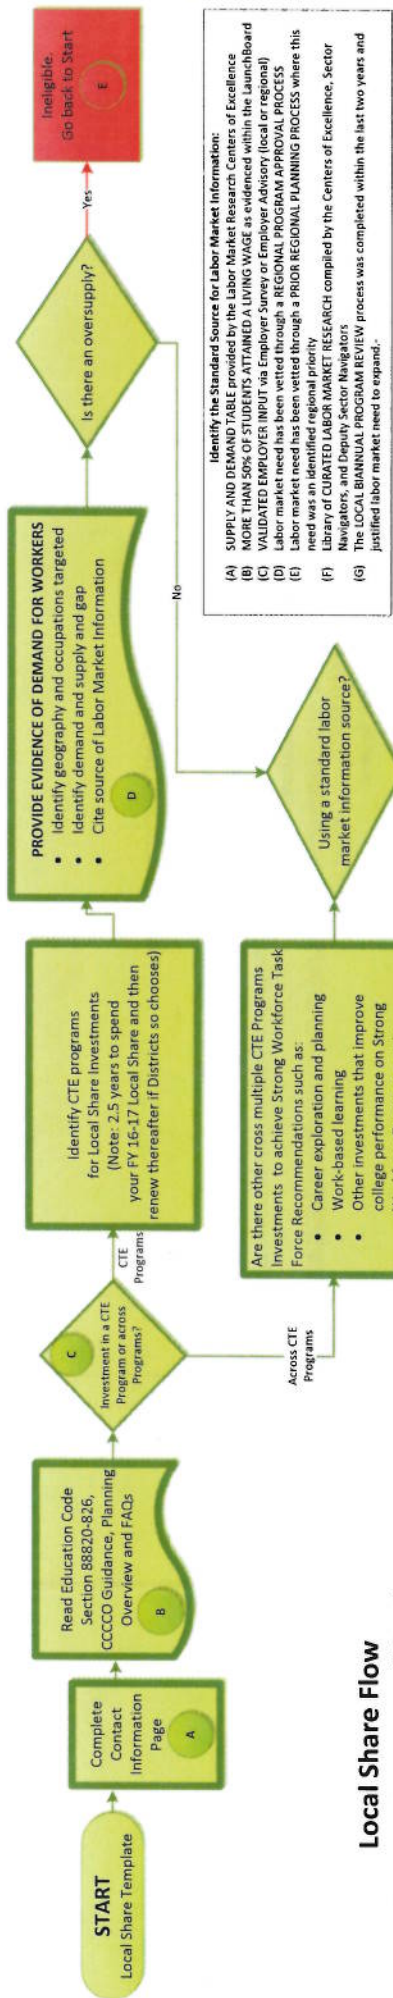 START
Local Share Template
Complete
Contact
Information
Page
A
Read Education Code
Section 88820-826,
CCCCO Guidance, Planning
Overview and FAQs
B
C
Investment in a CTE
Program or across
Programs?
CTE
Programs
Across CTE
Programs
Identify CTE programs
for Local Share Investments
(Note: 2.5 years to spend
your FY 16-17 Local Share and then
renew thereafter if Districts so chooses)
PROVIDE EVIDENCE OF DEMAND FOR WORKERS
• Identify geography and occupations targeted
• Identify demand and supply and gap
• Cite source of Labor Market Information
D
Is there an oversupply?
Yes
No
Ineligible.
Go back to Start
E
Are there other cross multiple CTE Programs
Investments to achieve Strong Workforce Task
Force Recommendations such as:
• Career exploration and planning
• Work-based learning
• Other investments that improve
college performance on Strong
Using a standard labor
market information source?
Identify the Standard Source for Labor Market Information:
(A) SUPPLY AND DEMAND TABLE provided by the Labor Market Research Centers of Excellence
(B) MORE THAN 50% OF STUDENTS ATTAINED A LIVING WAGE as evidenced within the LaunchBoard
(C) VALIDATED EMPLOYER INPUT via Employer Survey or Employer Advisory (local or regional)
(D) Labor market need has been vetted through a REGIONAL PROGRAM APPROVAL PROCESS
(E) Labor market need has been vetted through a PRIOR REGIONAL PLANNING PROCESS where this
need was an identified regional priority
(F) Library of CURATED LABOR MARKET RESEARCH compiled by the Centers of Excellence, Sector
Navigators, and Deputy Sector Navigators
(G) The LOCAL BIANNUAL PROGRAM REVIEW process was completed within the last two years and
justified labor market need to expand.-
Local Share Flow